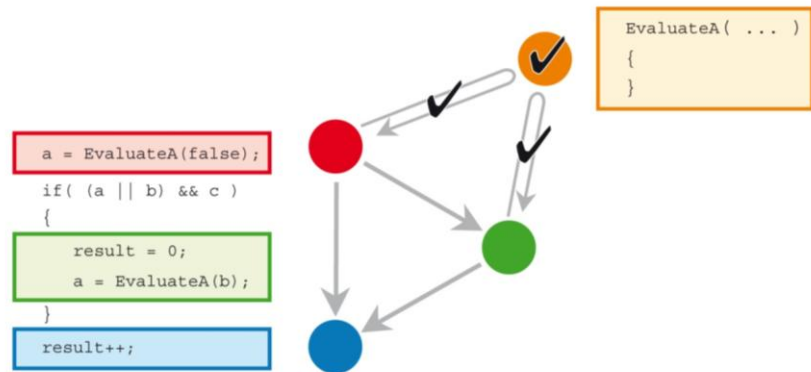 EvaluateA( ... )
{
}
a = EvaluateA(false);
if( (a || b) && c )
{
result = 0;
a = EvaluateA(b);
}
result++;